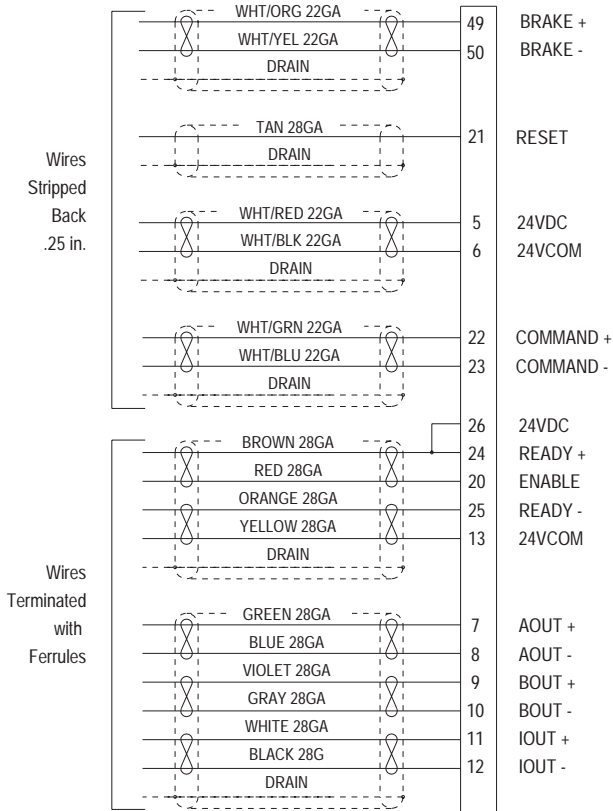 WHT/ORG 22GA 49 BRAKE +
WHT/YEL 22GA 50 BRAKE -
DRAIN
TAN 28GA 21 RESET
DRAIN
Wires
Stripped
Back
.25 in.
WHT/RED 22GA 5 24VDC
WHT/BLK 22GA 6 24VCOM
DRAIN
WHT/GRN 22GA 22 COMMAND +
WHT/BLU 22GA 23 COMMAND -
DRAIN
26 24VDC
BROWN 28GA 24 READY +
RED 28GA 20 ENABLE
ORANGE 28GA 25 READY -
YELLOW 28GA 13 24VCOM
DRAIN
Wires
Terminated
with
Ferrules
GREEN 28GA 7 AOUT +
BLUE 28GA 8 AOUT -
VIOLET 28GA 9 BOUT +
GRAY 28GA 10 BOUT -
WHITE 28GA 11 IOUT +
BLACK 28G 12 IOUT -
DRAIN